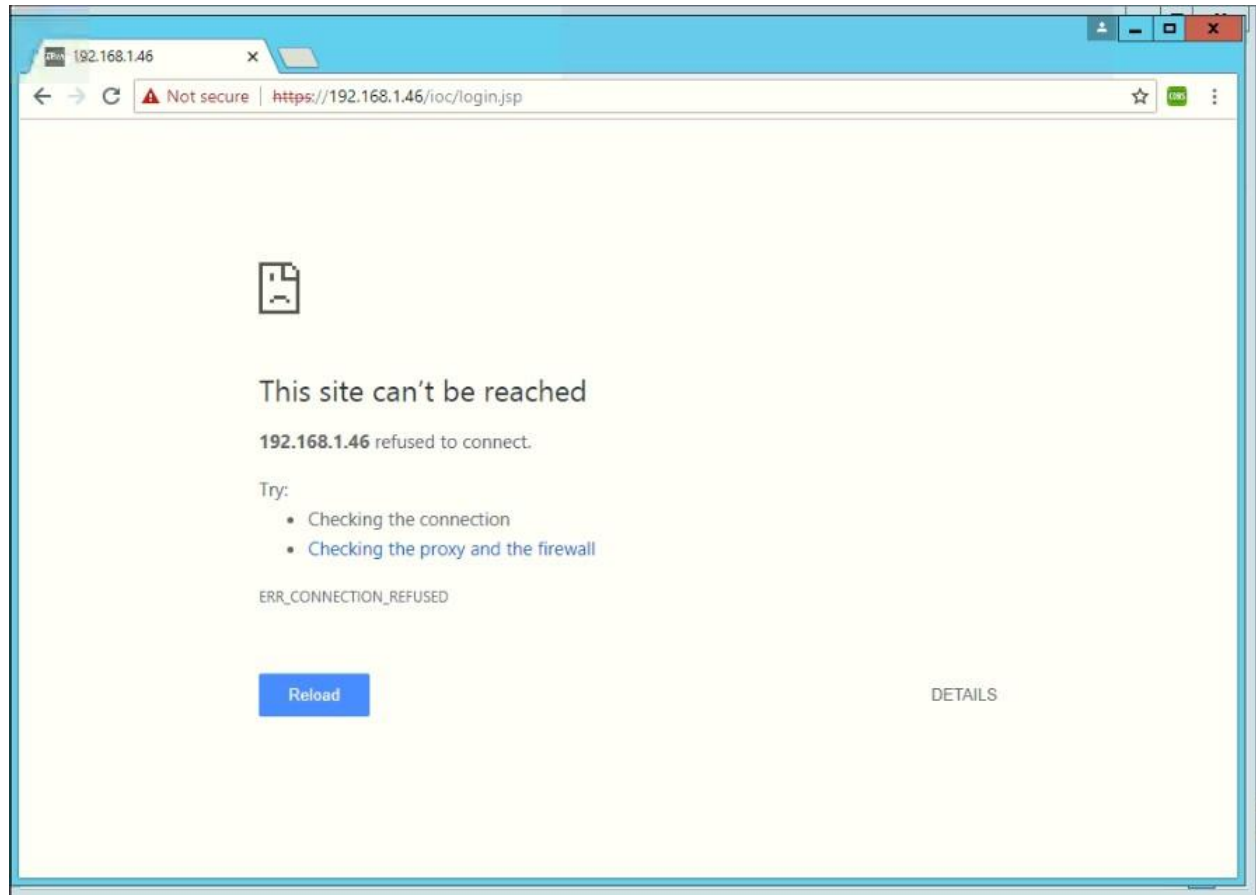 192.168.1.46
Not secure | https://192.168.1.46/ioc/login.jsp
CORS
This site can't be reached
192.168.1.46 refused to connect.
Try:
• Checking the connection
• Checking the proxy and the firewall
ERR_CONNECTION_REFUSED
Reload
DETAILS